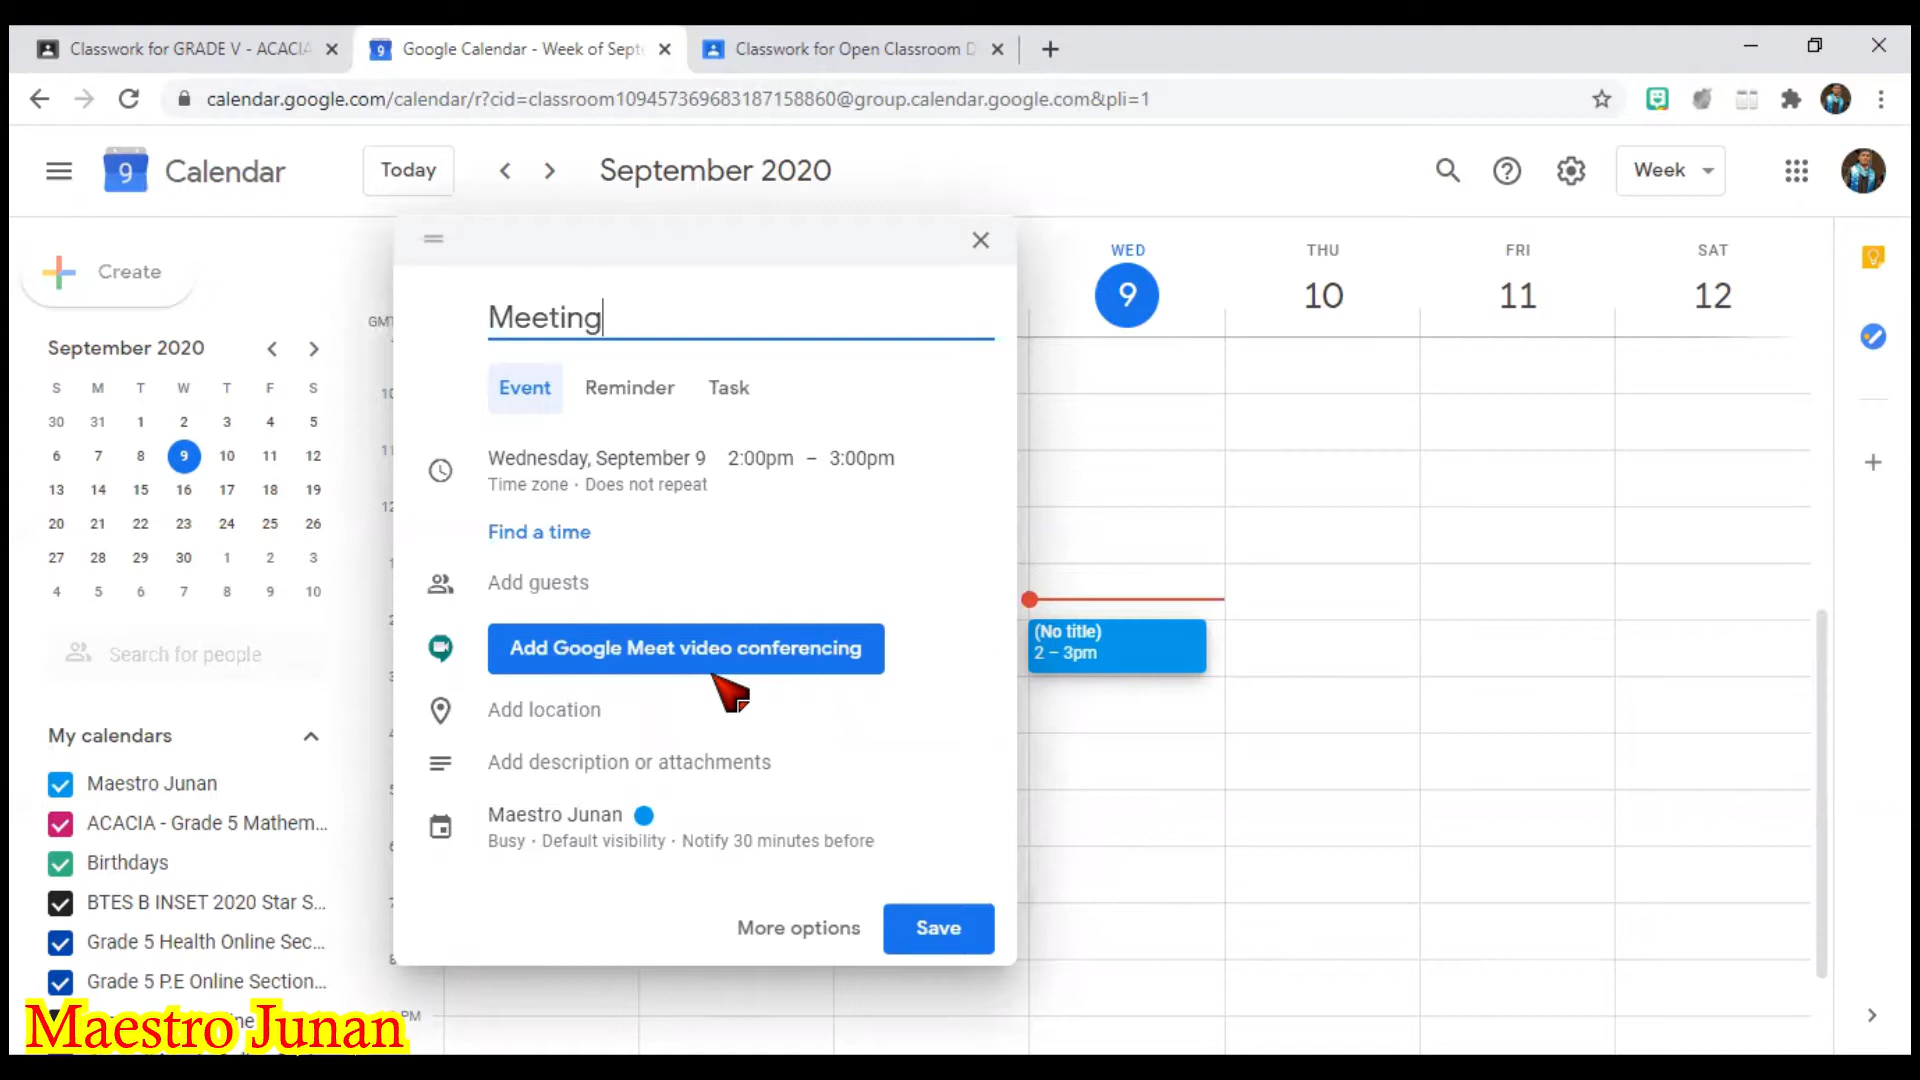 Classwork for GRADE V - ACACIA
Google Calendar - Week of Sept
Classwork for Open Classroom D
calendar.google.com/calendar/r?cid=classroom109457369683187158860@group.calendar.google.com&pli=1
9
Calendar
Today
September 2020
Week
Create
September 2020
S M T W T F S
30 31 1 2 3 4 5
6 7 8 9 10 11 12
13 14 15 16 17 18 19
20 21 22 23 24 25 26
27 28 29 30 1 2 3
4 5 6 7 8 9 10
Search for people
My calendars
Maestro Junan
ACACIA - Grade 5 Mathem...
Birthdays
BTES B INSET 2020 Star S...
Grade 5 Health Online Sec...
Grade 5 P.E Online Section...
Maestro Junan
Meeting
Event Reminder Task
Wednesday, September 9 2:00pm – 3:00pm
Time zone · Does not repeat
Find a time
Add guests
Add Google Meet video conferencing
Add location
Add description or attachments
Maestro Junan
Busy · Default visibility · Notify 30 minutes before
More options
Save
WED THU FRI SAT
9 10 11 12
(No title)
2 – 3pm
PM